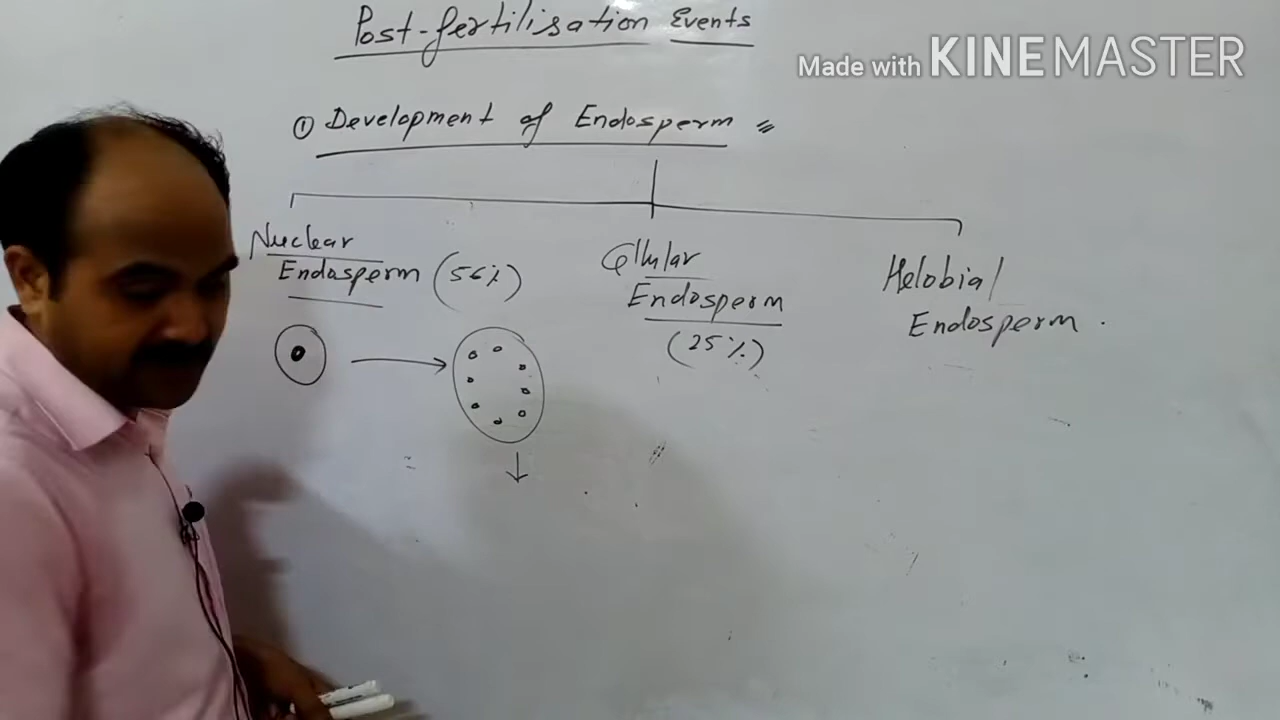 Post-fertilisation Events
Made with KINEMASTER
① Development of Endosperm
Nuclear
Endosperm (56%)
Cellular
Endosperm
(25%)
Helobial
Endosperm.